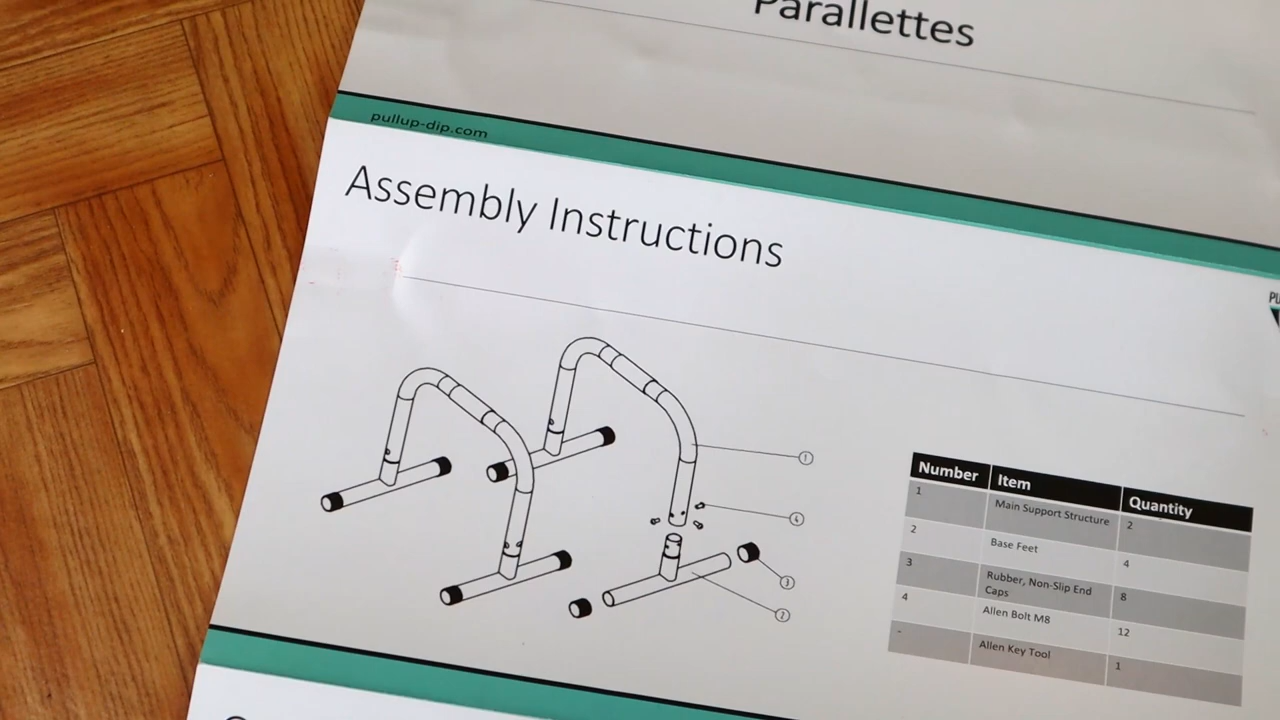 Parallettes
pullup-dip.com
Assembly Instructions
1
4
3
2
Number Item Quantity
1 Main Support Structure 2
2 Base Feet 4
3 Rubber, Non-Slip End
Caps 8
4 Allen Bolt M8 12
- Allen Key Tool 1